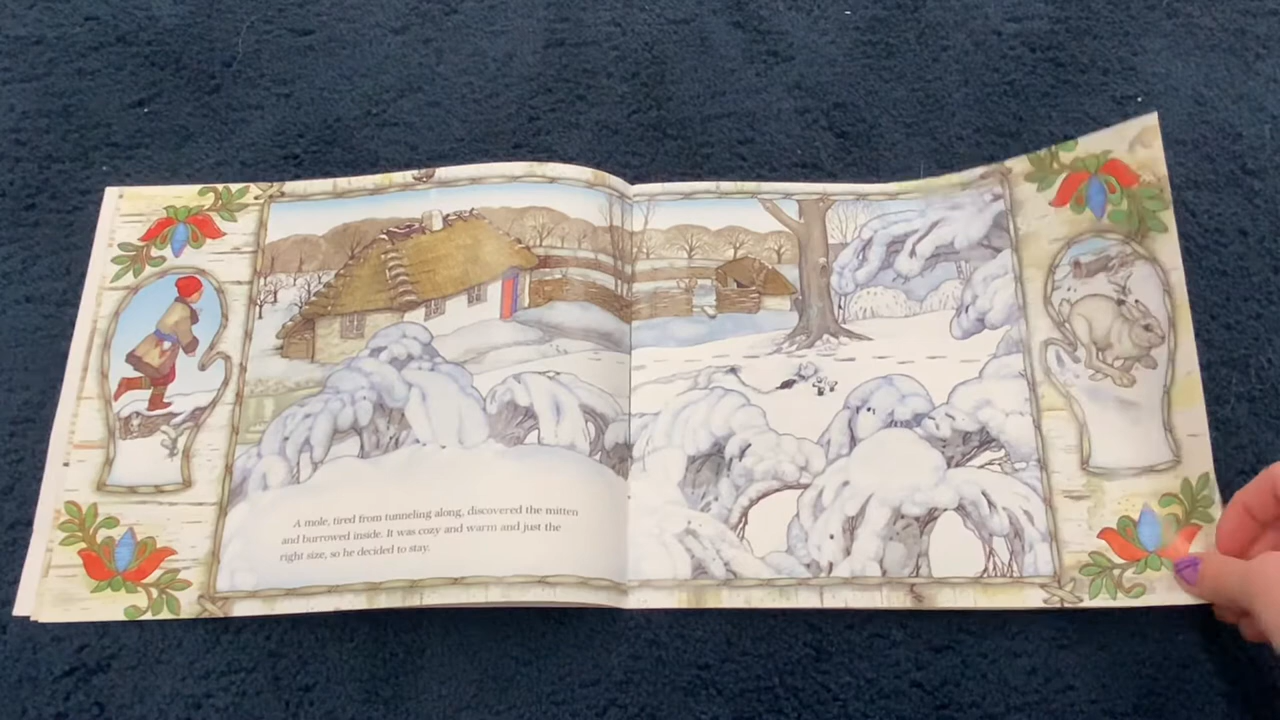 A mole, tired from tunneling along, discovered the mitten
and burrowed inside. It was cozy and warm and just the
right size, so he decided to stay.